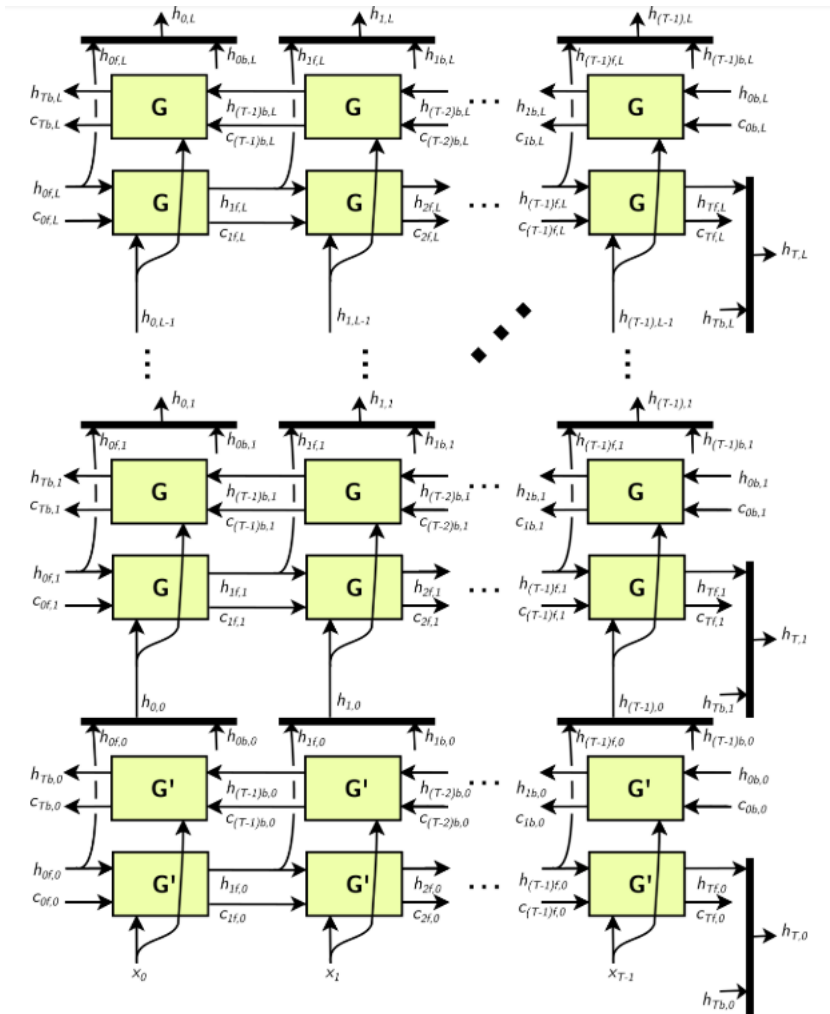 h0,L h1,L h(T-1),L
h0f,L h0b,L h1f,L h1b,L h(T-1)f,L h(T-1)b,L
hTb,L G h(T-1)b,L G h(T-2)b,L ... h1b,L G h0b,L
cTb,L c(T-1)b,L c(T-2)b,L c1b,L c0b,L
h0f,L G h1f,L G h2f,L ... h(T-1)f,L G hTf,L
c0f,L c1f,L c2f,L c(T-1)f,L cTf,L
hT,L
h0,L-1 h1,L-1 h(T-1),L-1 hTb,L
h0,1 h1,1 h(T-1),1
h0f,1 h0b,1 h1f,1 h1b,1 h(T-1)f,1 h(T-1)b,1
hTb,1 G h(T-1)b,1 G h(T-2)b,1 ... h1b,1 G h0b,1
cTb,1 c(T-1)b,1 c(T-2)b,1 c1b,1 c0b,1
h0f,1 G h1f,1 G h2f,1 ... h(T-1)f,1 G hTf,1
c0f,1 c1f,1 c2f,1 c(T-1)f,1 cTf,1
hT,1
h0,0 h1,0 h(T-1),0 hTb,1
h0f,0 h0b,0 h1f,0 h1b,0 h(T-1)f,0 h(T-1)b,0
hTb,0 G' h(T-1)b,0 G' h(T-2)b,0 ... h1b,0 G' h0b,0
cTb,0 c(T-1)b,0 c(T-2)b,0 c1b,0 c0b,0
h0f,0 G' h1f,0 G' h2f,0 ... h(T-1)f,0 G' hTf,0
c0f,0 c1f,0 c2f,0 c(T-1)f,0 cTf,0
hT,0
x0 x1 xT-1 hTb,0